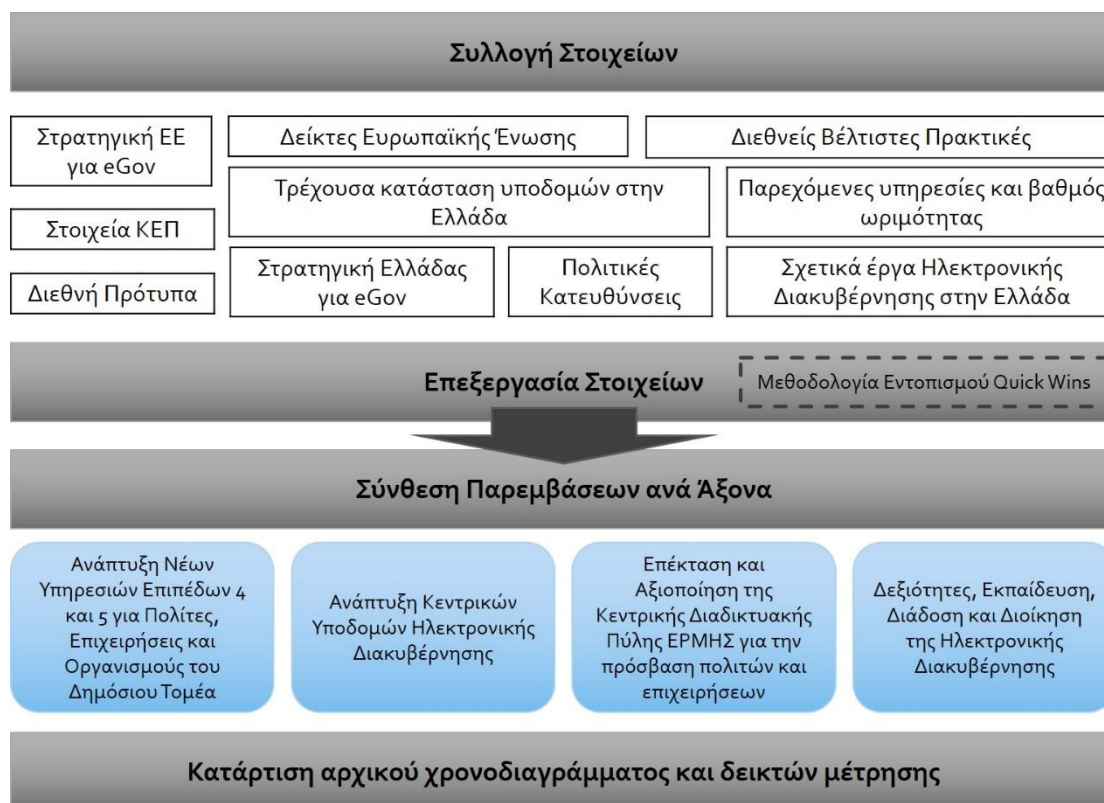 Συλλογή Στοιχείων
Στρατηγική ΕΕ
για eGov
Δείκτες Ευρωπαϊκής Ένωσης
Διεθνείς Βέλτιστες Πρακτικές
Τρέχουσα κατάσταση υποδομών στην
Ελλάδα
Παρεχόμενες υπηρεσίες και βαθμός
ωριμότητας
Στοιχεία ΚΕΠ
Διεθνή Πρότυπα
Στρατηγική Ελλάδας
για eGov
Πολιτικές
Κατευθύνσεις
Σχετικά έργα Ηλεκτρονικής
Διακυβέρνησης στην Ελλάδα
Επεξεργασία Στοιχείων
Μεθοδολογία Εντοπισμού Quick Wins
Σύνθεση Παρεμβάσεων ανά Άξονα
Ανάπτυξη Νέων
Υπηρεσιών Επιπέδων 4
και 5 για Πολίτες,
Επιχειρήσεις και
Οργανισμούς του
Δημόσιου Τομέα
Ανάπτυξη Κεντρικών
Υποδομών Ηλεκτρονικής
Διακυβέρνησης
Επέκταση και
Αξιοποίηση της
Κεντρικής Διαδικτυακής
Πύλης ΕΡΜΗΣ για την
πρόσβαση πολιτών και
επιχειρήσεων
Δεξιότητες, Εκπαίδευση,
Διάδοση και Διοίκηση
της Ηλεκτρονικής
Διακυβέρνησης
Κατάρτιση αρχικού χρονοδιαγράμματος και δεικτών μέτρησης